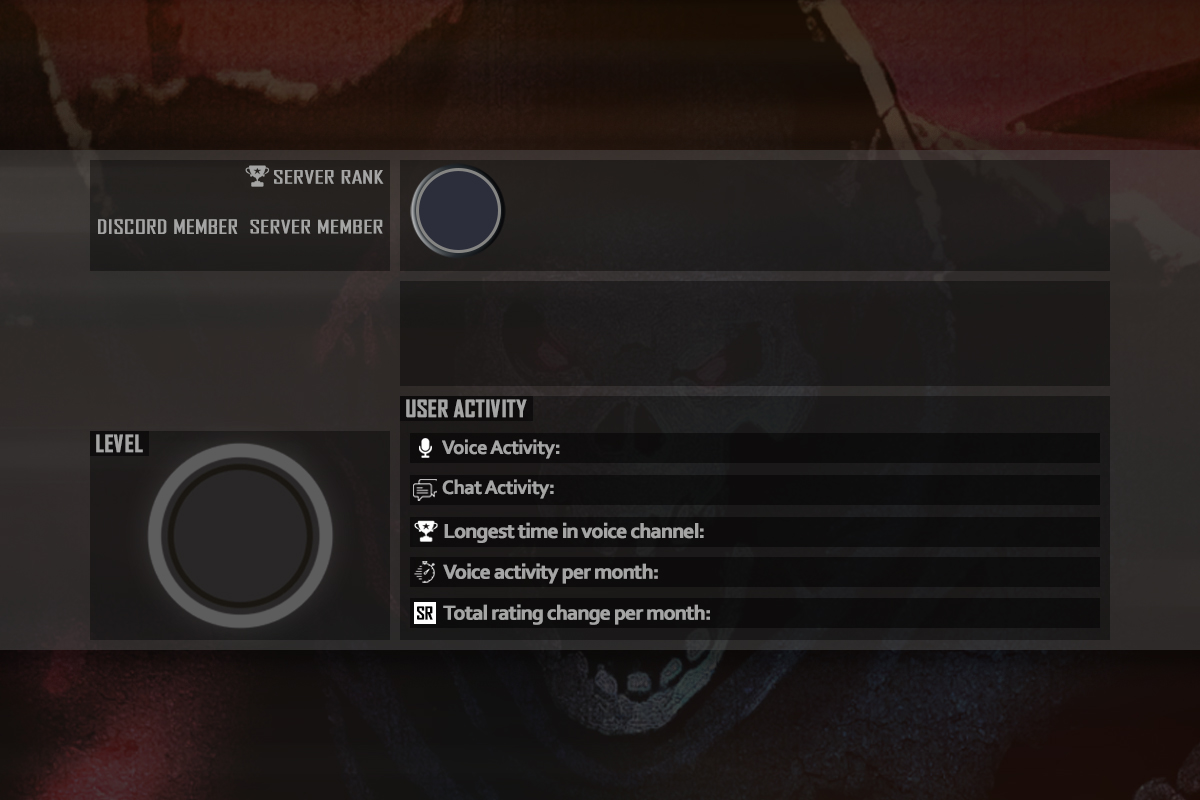 SERVER RANK
DISCORD MEMBER SERVER MEMBER
LEVEL
USER ACTIVITY
Voice Activity:
Chat Activity:
Longest time in voice channel:
Voice activity per month:
SR Total rating change per month: